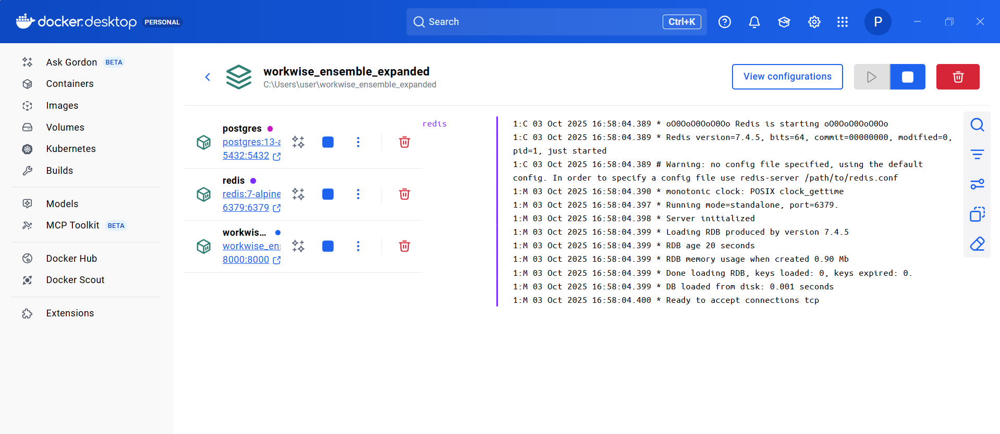 docker.desktop PERSONAL
Search Ctrl+K
P
Ask Gordon BETA
Containers
Images
Volumes
Kubernetes
Builds
Models
MCP Toolkit BETA
Docker Hub
Docker Scout
Extensions
workwise_ensemble_expanded
C:\Users\user\workwise_ensemble_expanded
View configurations
postgres
postgres:13-a
5432:5432
redis
redis:7-alpine
6379:6379
workwis...
workwise_en
8000:8000
redis
1:C 03 Oct 2025 16:58:04.389 * oO0OoO0OoO0Oo Redis is starting oO0OoO0OoO0Oo
1:C 03 Oct 2025 16:58:04.389 * Redis version=7.4.5, bits=64, commit=00000000, modified=0,
pid=1, just started
1:C 03 Oct 2025 16:58:04.389 # Warning: no config file specified, using the default
config. In order to specify a config file use redis-server /path/to/redis.conf
1:M 03 Oct 2025 16:58:04.390 * monotonic clock: POSIX clock_gettime
1:M 03 Oct 2025 16:58:04.397 * Running mode=standalone, port=6379.
1:M 03 Oct 2025 16:58:04.398 * Server initialized
1:M 03 Oct 2025 16:58:04.399 * Loading RDB produced by version 7.4.5
1:M 03 Oct 2025 16:58:04.399 * RDB age 20 seconds
1:M 03 Oct 2025 16:58:04.399 * RDB memory usage when created 0.90 Mb
1:M 03 Oct 2025 16:58:04.399 * Done loading RDB, keys loaded: 0, keys expired: 0.
1:M 03 Oct 2025 16:58:04.399 * DB loaded from disk: 0.001 seconds
1:M 03 Oct 2025 16:58:04.400 * Ready to accept connections tcp